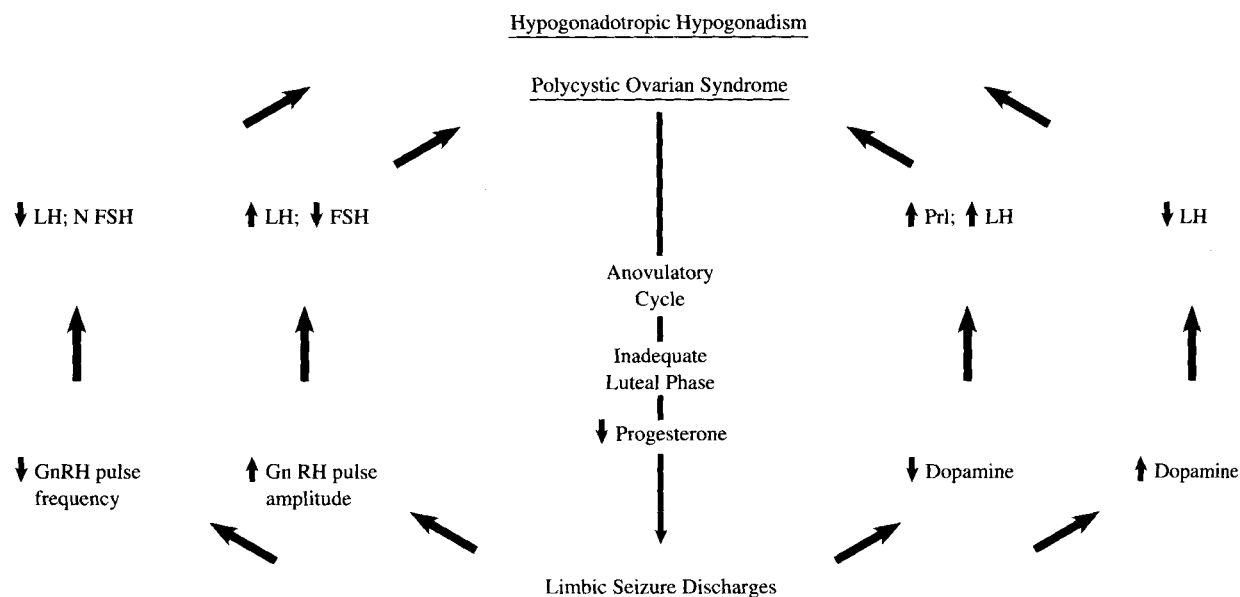 Hypogonadotropic Hypogonadism
Polycystic Ovarian Syndrome
↓ LH; N FSH
↑ LH; ↓ FSH
↑ Prl; ↑ LH
↓ LH
Anovulatory
Cycle
Inadequate
Luteal Phase
↓ Progesterone
↓ GnRH pulse
frequency
↑ Gn RH pulse
amplitude
↓ Dopamine
↑ Dopamine
Limbic Seizure Discharges